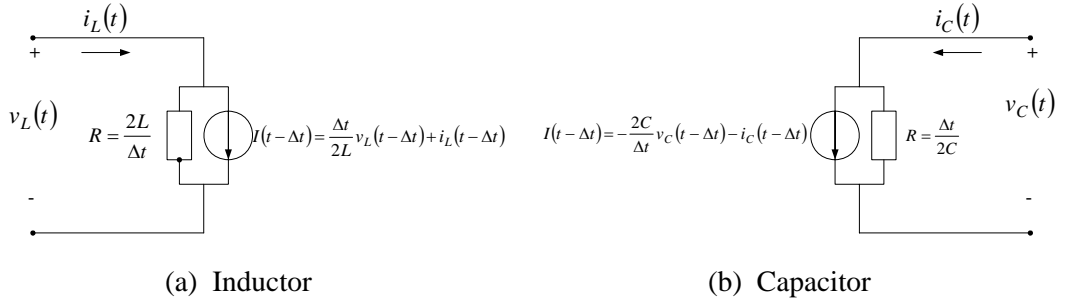 i_L(t)
i_C(t)
+
+
v_L(t)
v_C(t)
R = 2L/Δt
I(t − Δt) = Δt/2L v_L(t − Δt) + i_L(t − Δt)
I(t − Δt) = − 2C/Δt v_C(t − Δt) − i_C(t − Δt)
R = Δt/2C
-
-
(a) Inductor
(b) Capacitor